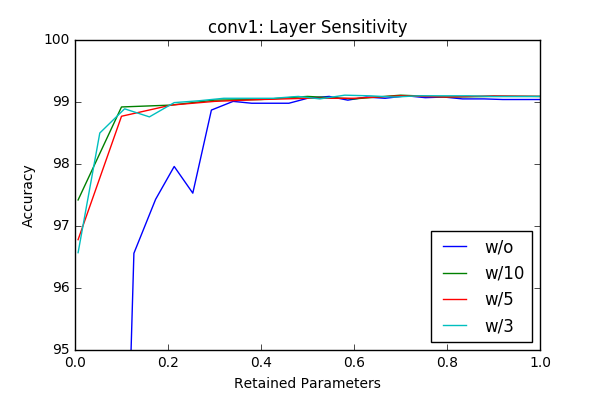 conv1: Layer Sensitivity
100
99
98
97
96
95
Accuracy
w/o
w/10
w/5
w/3
0.0 0.2 0.4 0.6 0.8 1.0
Retained Parameters